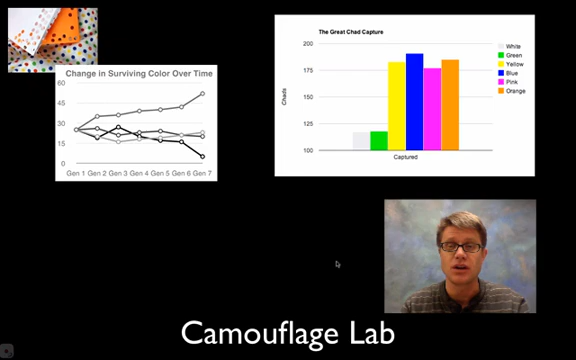 The Great Chad Capture
200
175
150
125
100
Chads
Captured
White
Green
Yellow
Blue
Pink
Orange
Change in Surviving Color Over Time
60
45
30
15
0
Gen 1 Gen 2 Gen 3 Gen 4 Gen 5 Gen 6 Gen 7
Camouflage Lab